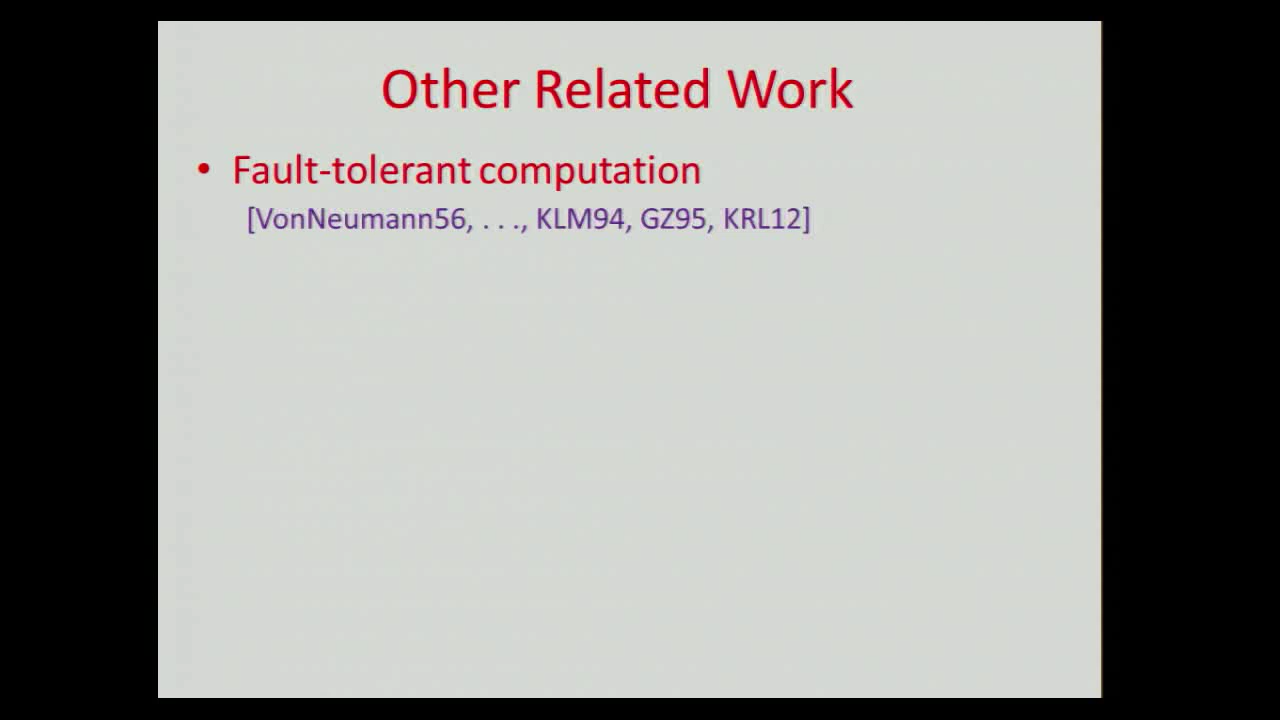 Other Related Work
• Fault-tolerant computation
[VonNeumann56, . . ., KLM94, GZ95, KRL12]